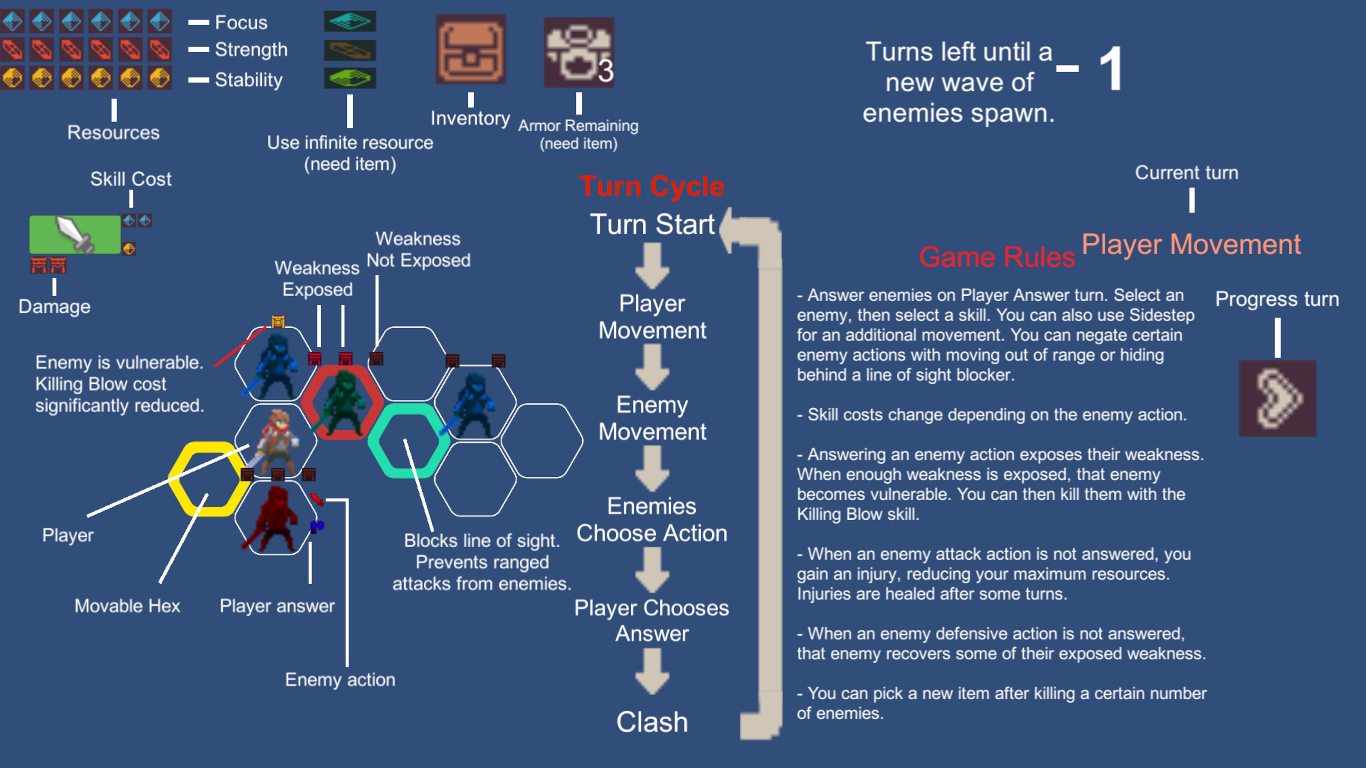 Focus
Strength
Stability
Resources
Use infinite resource
(need item)
Inventory
3
Armor Remaining
(need item)
Turns left until a
new wave of
enemies spawn.
- 1
Skill Cost
Damage
Weakness
Exposed
Weakness
Not Exposed
Enemy is vulnerable.
Killing Blow cost
significantly reduced.
Player
Movable Hex
Player answer
Enemy action
Blocks line of sight.
Prevents ranged
attacks from enemies.
Turn Cycle
Turn Start
Player
Movement
Enemy
Movement
Enemies
Choose Action
Player Chooses
Answer
Clash
Current turn
Player Movement
Progress turn
Game Rules
- Answer enemies on Player Answer turn. Select an
enemy, then select a skill. You can also use Sidestep
for an additional movement. You can negate certain
enemy actions with moving out of range or hiding
behind a line of sight blocker.
- Skill costs change depending on the enemy action.
- Answering an enemy action exposes their weakness.
When enough weakness is exposed, that enemy
becomes vulnerable. You can then kill them with the
Killing Blow skill.
- When an enemy attack action is not answered, you
gain an injury, reducing your maximum resources.
Injuries are healed after some turns.
- When an enemy defensive action is not answered,
that enemy recovers some of their exposed weakness.
- You can pick a new item after killing a certain number
of enemies.